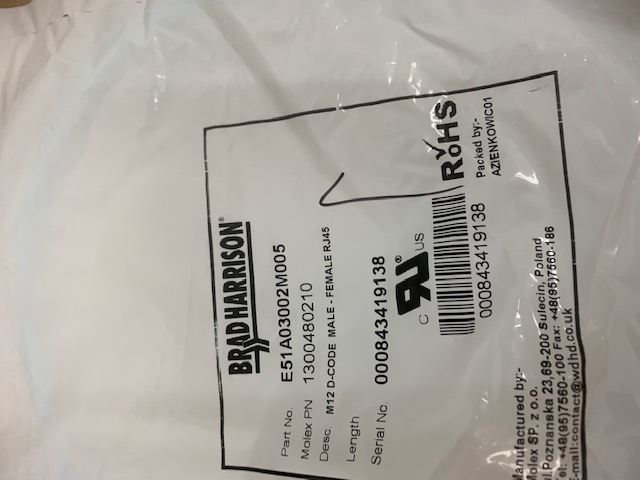 BRADHARRISON®
Part No E51A03002M005
Molex PN 1300480210
Desc M12 D-CODE MALE - FEMALE RJ45
Length
Serial No 000843419138
C US
RoHS
000843419138
Packed by:-
AZIENKOWIC01
Manufactured by:-
Molex SP. z o.o.
ul.Poznanska 23,69-200 Sulecin, Poland
Tel: +48(95)7560-100 Fax: +48(95)7560-186
E-mail:contact@wdhd.co.uk